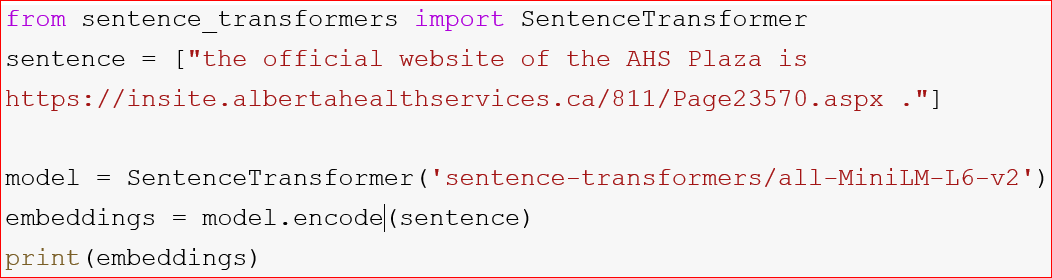 from sentence_transformers import SentenceTransformer
sentence = ["the official website of the AHS Plaza is
https://insite.albertahealthservices.ca/811/Page23570.aspx ."]
model = SentenceTransformer('sentence-transformers/all-MiniLM-L6-v2')
embeddings = model.encode(sentence)
print(embeddings)